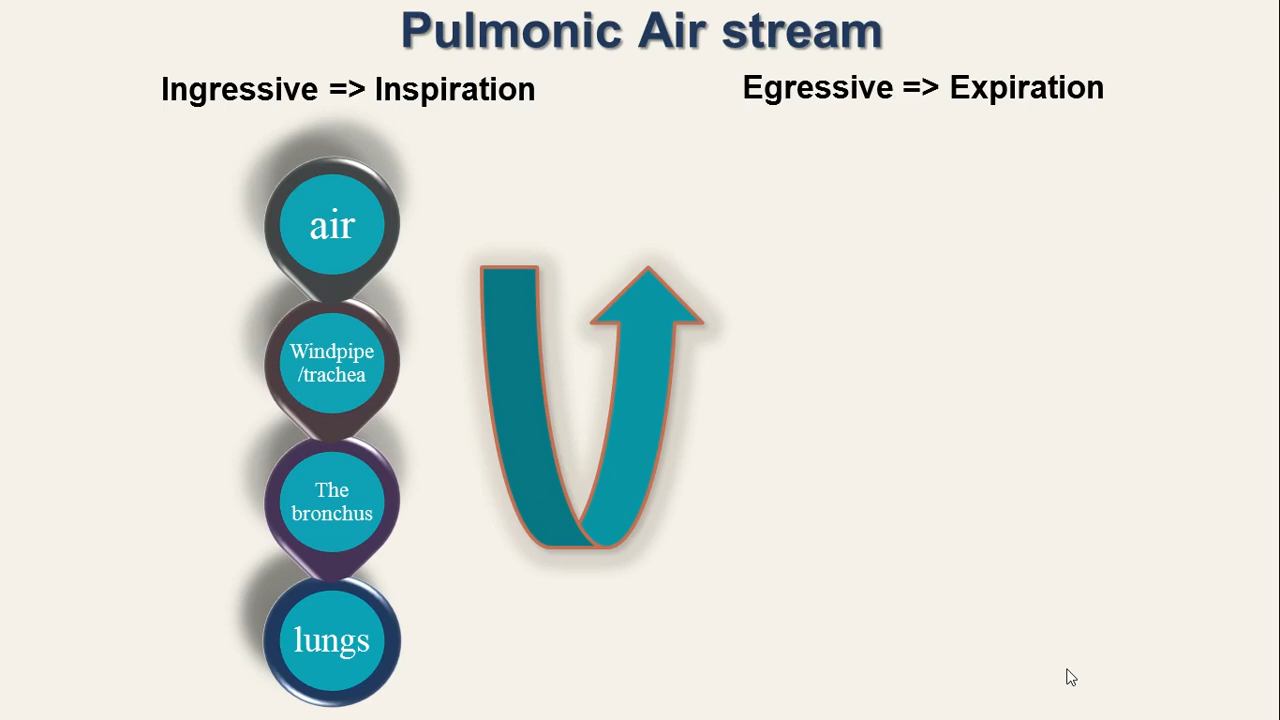 Pulmonic Air stream
Ingressive => Inspiration
Egressive => Expiration
air
Windpipe
/trachea
The
bronchus
lungs